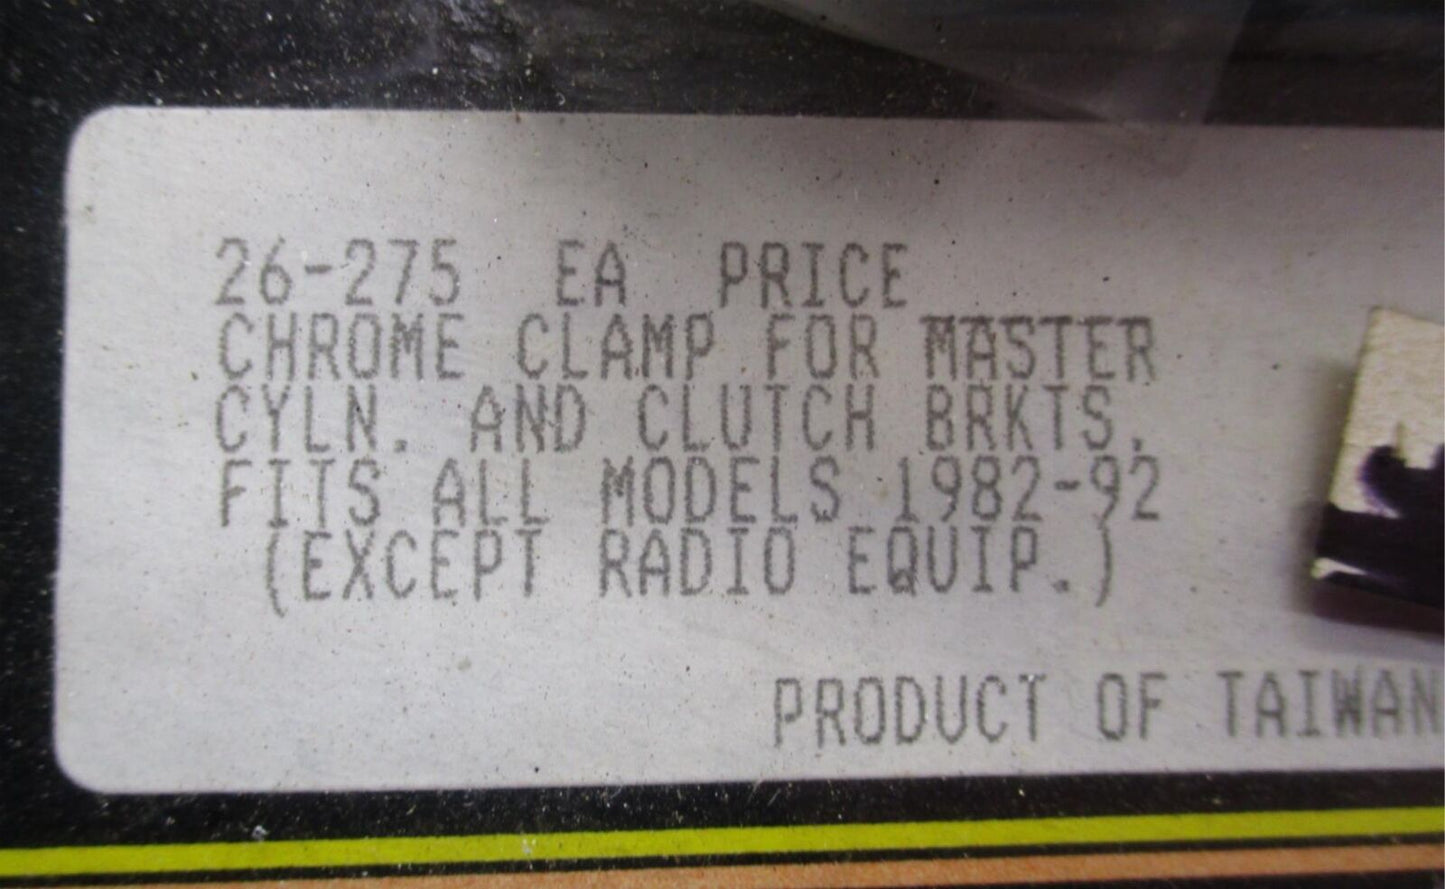 26-275 EA PRICE
CHROME CLAMP FOR MASTER
CYLN. AND CLUTCH BRKTS.
FITS ALL MODELS 1982-92
(EXCEPT RADIO EQUIP.)
PRODUCT OF TAIWAN